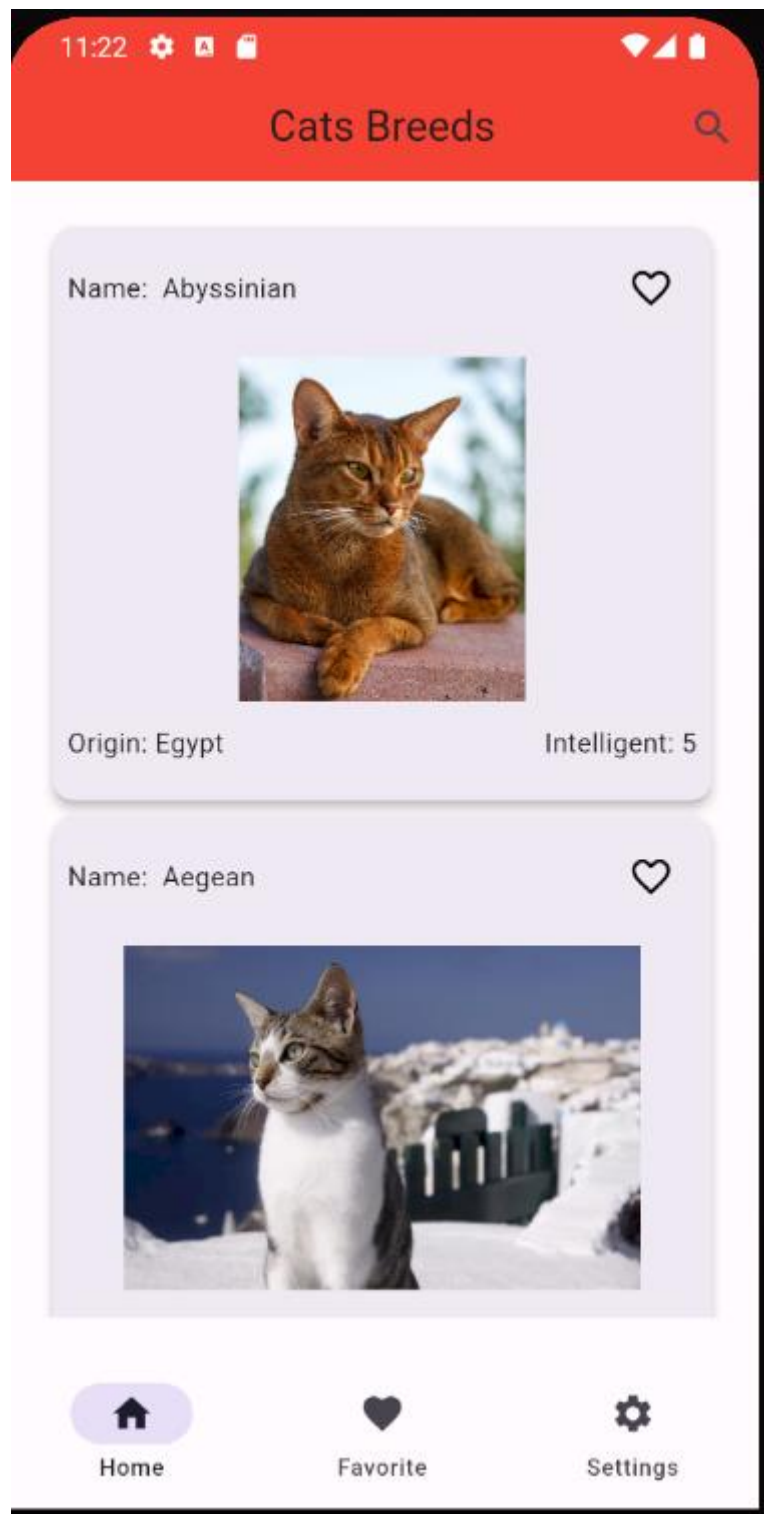 11:22
Cats Breeds
Name: Abyssinian
Origin: Egypt Intelligent: 5
Name: Aegean
Home Favorite Settings